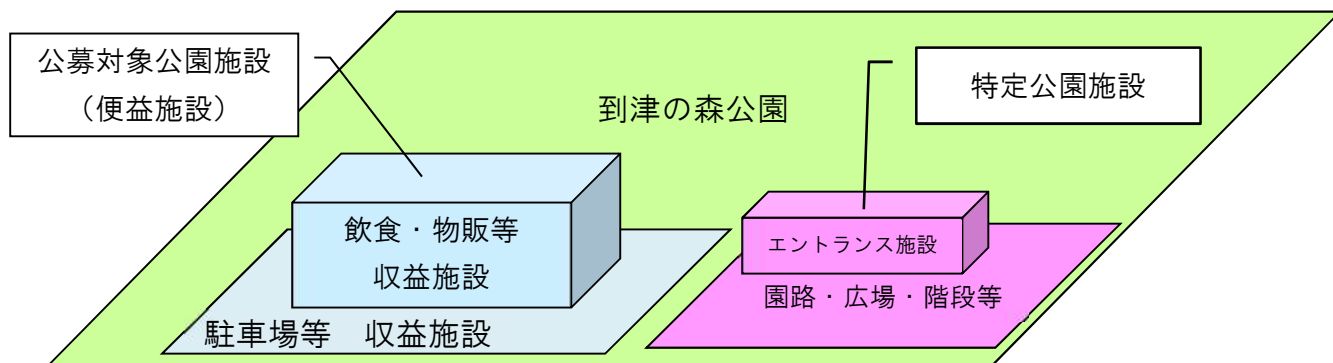 公募対象公園施設
（便益施設）
特定公園施設
到津の森公園
飲食・物販等
収益施設
エントランス施設
園路・広場・階段等
駐車場等　収益施設